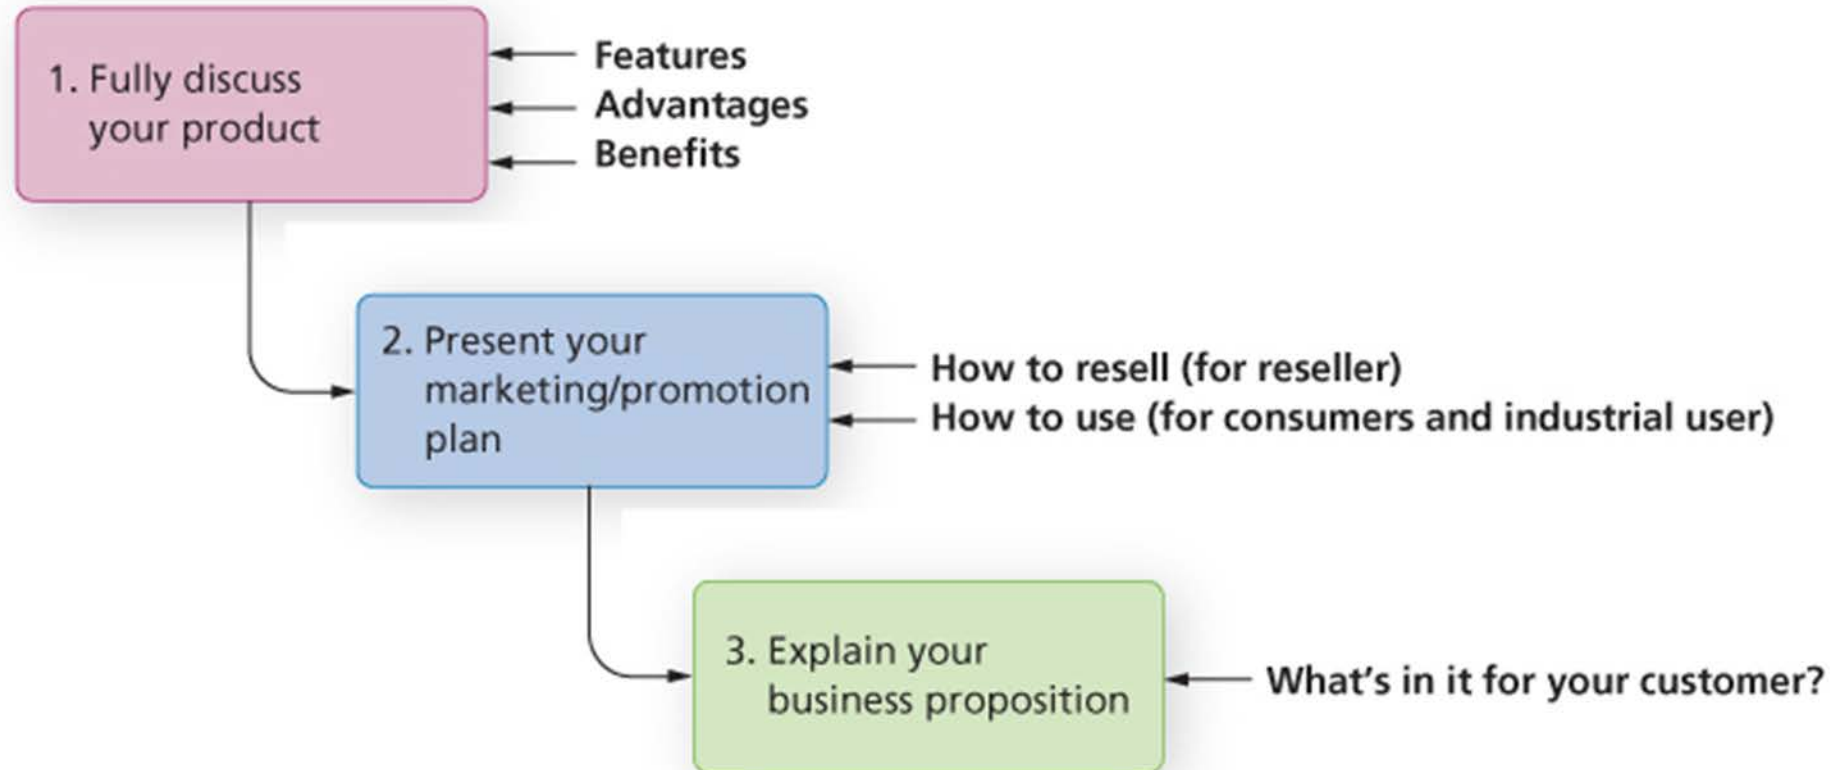 1. Fully discuss
your product
Features
Advantages
Benefits
2. Present your
marketing/promotion
plan
How to resell (for reseller)
How to use (for consumers and industrial user)
3. Explain your
business proposition
What’s in it for your customer?